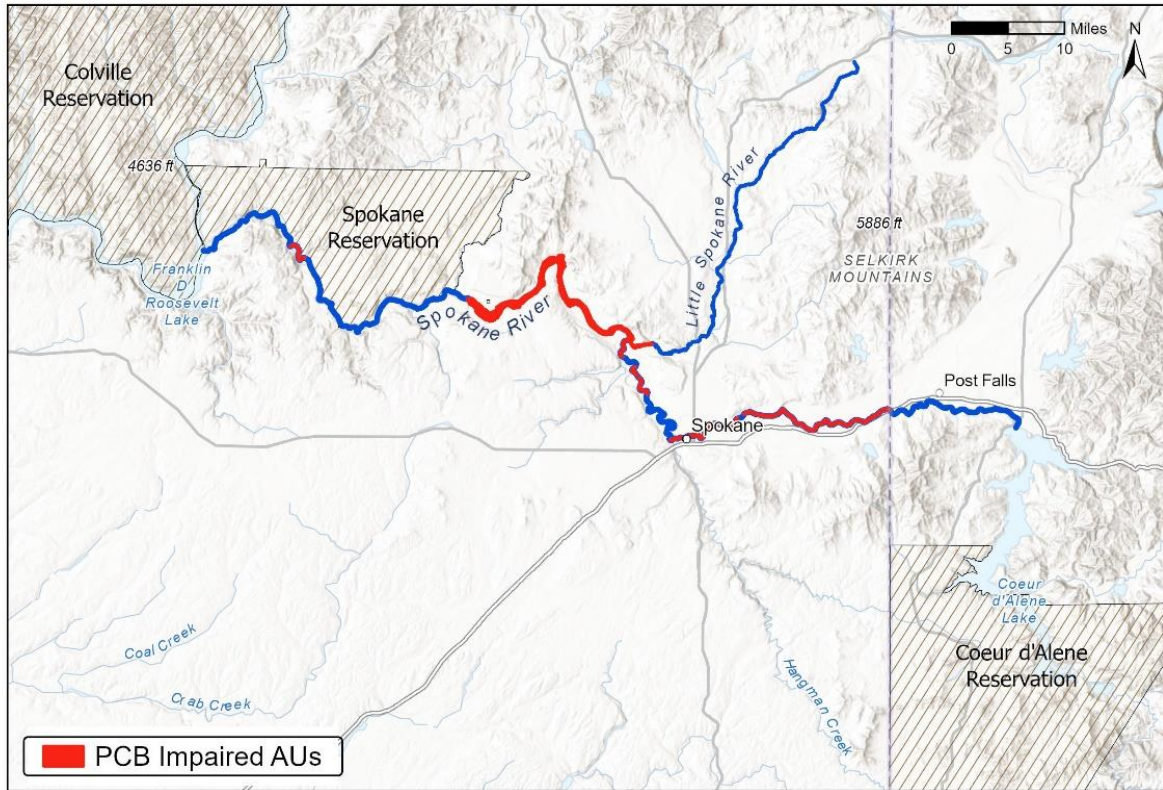 Miles
N
0 5 10
Colville
Reservation
4636 ft
Spokane
Reservation
Little Spokane River
5886 ft
SELKIRK
MOUNTAINS
Franklin
D
Roosevelt
Lake
Spokane River
Post Falls
Spokane
Coeur
d'Alene
Lake
Coal Creek
Crab Creek
Hangman Creek
Coeur d'Alene
Reservation
PCB Impaired AUs